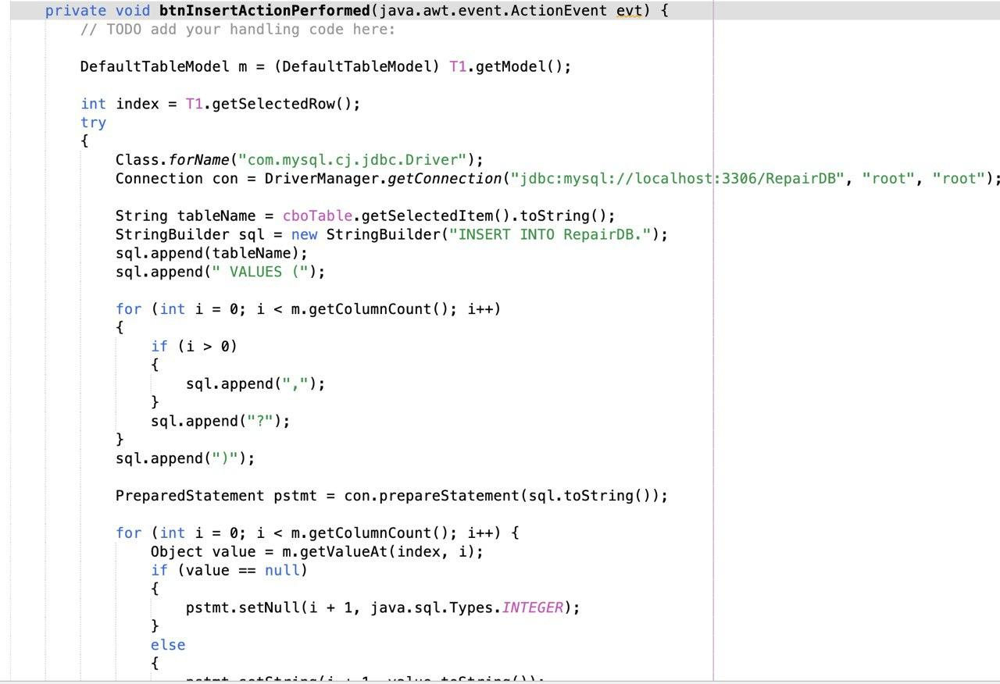 private void btnInsertActionPerformed(java.awt.event.ActionEvent evt) {
// TODO add your handling code here:
DefaultTableModel m = (DefaultTableModel) T1.getModel();
int index = T1.getSelectedRow();
try
{
Class.forName("com.mysql.cj.jdbc.Driver");
Connection con = DriverManager.getConnection("jdbc:mysql://localhost:3306/RepairDB", "root", "root");
String tableName = cboTable.getSelectedItem().toString();
StringBuilder sql = new StringBuilder("INSERT INTO RepairDB.");
sql.append(tableName);
sql.append(" VALUES (");
for (int i = 0; i < m.getColumnCount(); i++)
{
if (i > 0)
{
sql.append(",");
}
sql.append("?");
}
sql.append(")");
PreparedStatement pstmt = con.prepareStatement(sql.toString());
for (int i = 0; i < m.getColumnCount(); i++) {
Object value = m.getValueAt(index, i);
if (value == null)
{
pstmt.setNull(i + 1, java.sql.Types.INTEGER);
}
else
{
pstmt.setString(i + 1, value.toString());